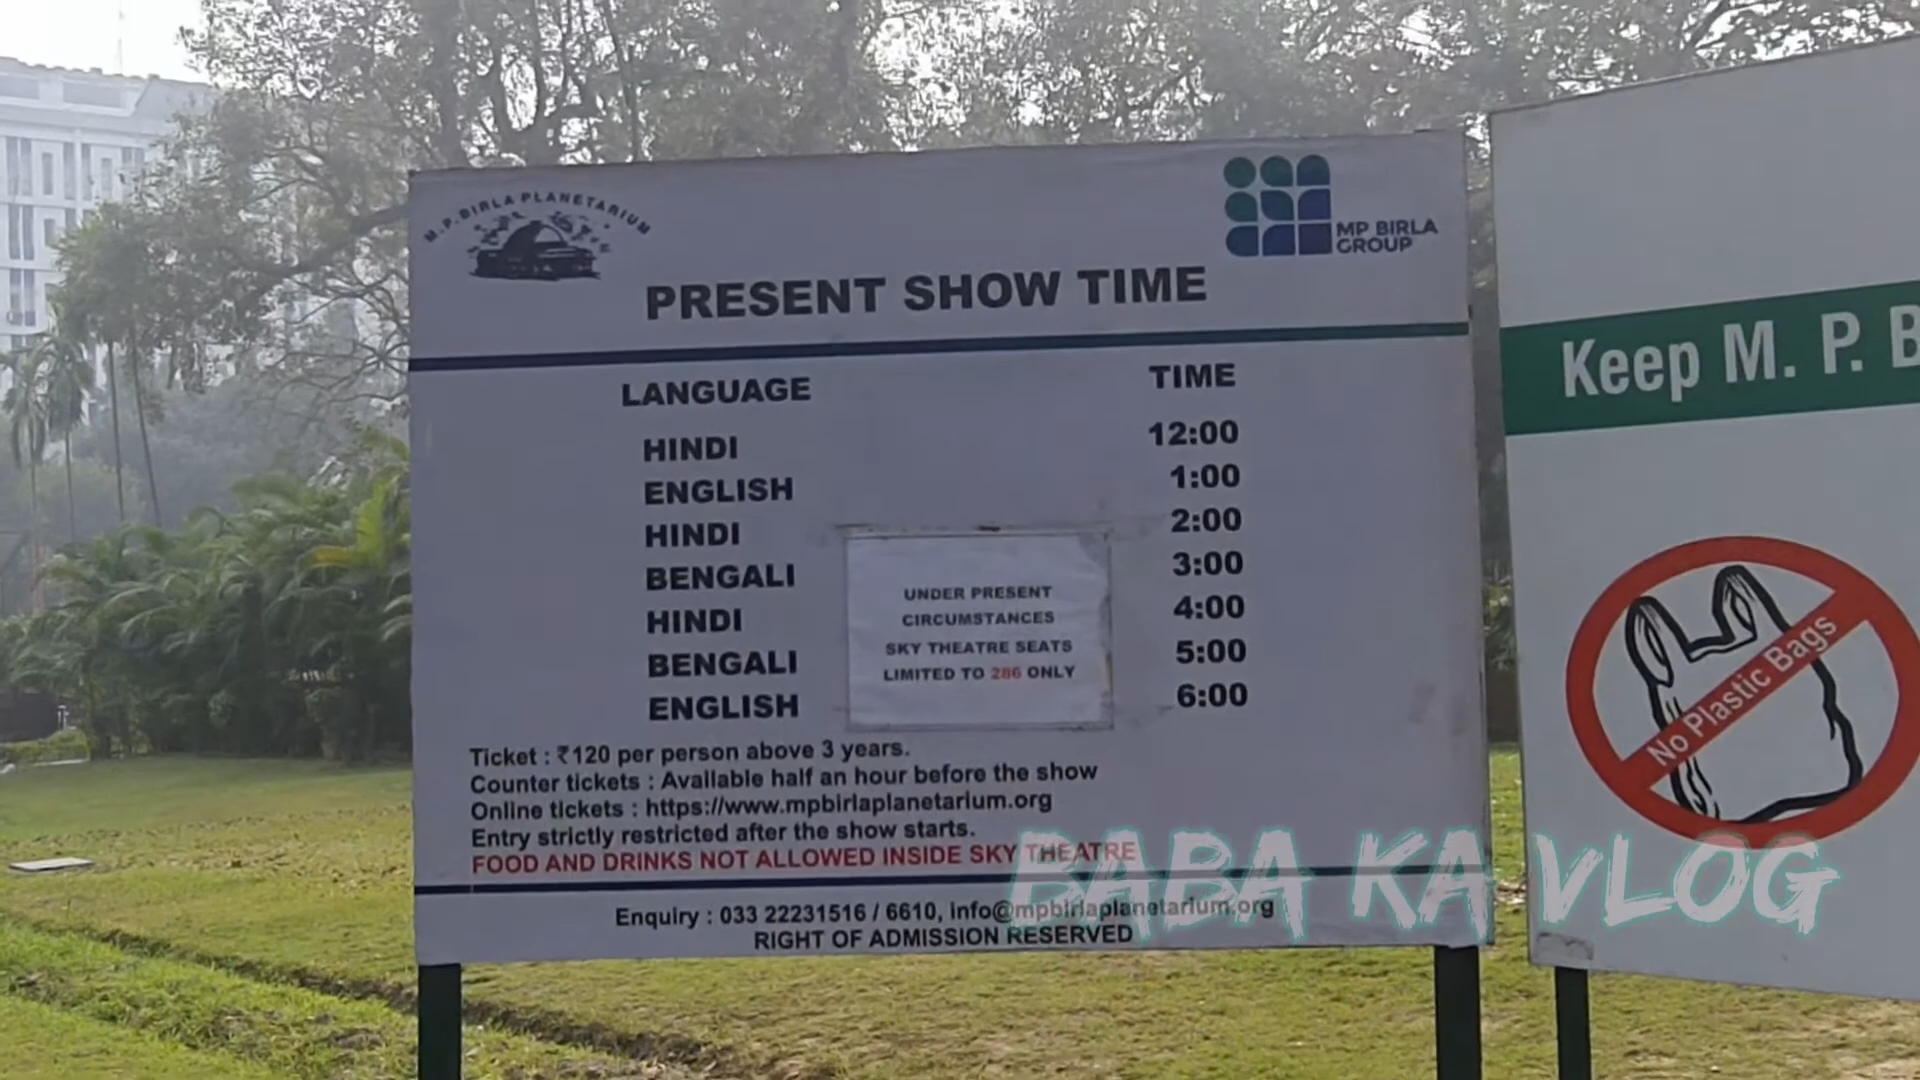 M.P. BIRLA PLANETARIUM
MP BIRLA
GROUP
PRESENT SHOW TIME
LANGUAGE TIME
HINDI 12:00
ENGLISH 1:00
HINDI 2:00
BENGALI 3:00
HINDI 4:00
BENGALI 5:00
ENGLISH 6:00
UNDER PRESENT
CIRCUMSTANCES
SKY THEATRE SEATS
LIMITED TO 286 ONLY
Ticket : ₹120 per person above 3 years.
Counter tickets : Available half an hour before the show
Online tickets : https://www.mpbirlaplanetarium.org
Entry strictly restricted after the show starts.
FOOD AND DRINKS NOT ALLOWED INSIDE SKY THEATRE
Enquiry : 033 22231516 / 6610, info@mpbirlaplanetarium.org
RIGHT OF ADMISSION RESERVED
Keep M. P. B
No Plastic Bags
BABA KA VLOG